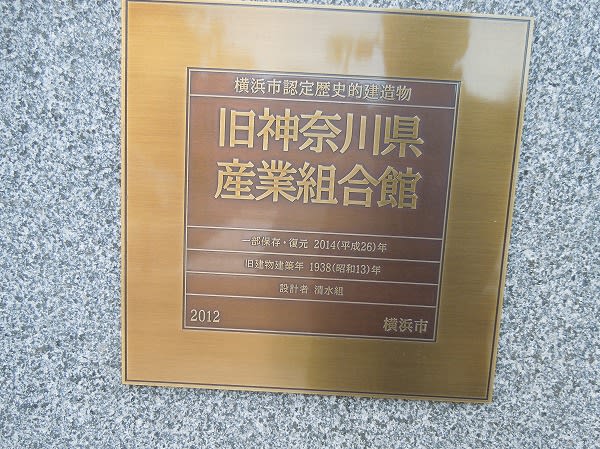 横浜市認定歴史的建造物
旧神奈川県
産業組合館
一部保存・復元 2014(平成26)年
旧建物建築年 1938(昭和13)年
設計者 清水組
2012 横浜市